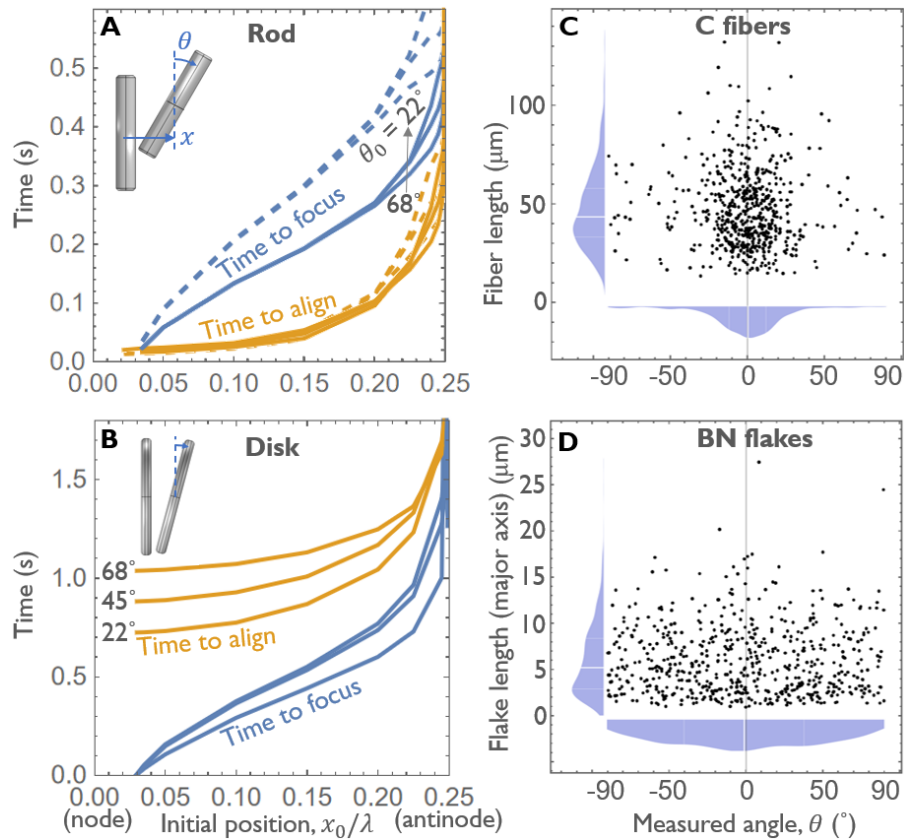 A
Rod
θ
x
Time (s)
0.5
0.4
0.3
0.2
0.1
0.0
θ₀ = 22°
68°
Time to focus
Time to align
0.00 0.05 0.10 0.15 0.20 0.25
B
Disk
Time (s)
1.5
1.0
0.5
0.0
68°
45°
22°
Time to align
Time to focus
0.00 0.05 0.10 0.15 0.20 0.25
(node) Initial position, x₀/λ (antinode)
C
C fibers
Fiber length (μm)
100
50
0
-90 -50 0 50 90
D
BN flakes
Flake length (major axis) (μm)
30
25
20
15
10
5
0
-90 -50 0 50 90
Measured angle, θ (°)